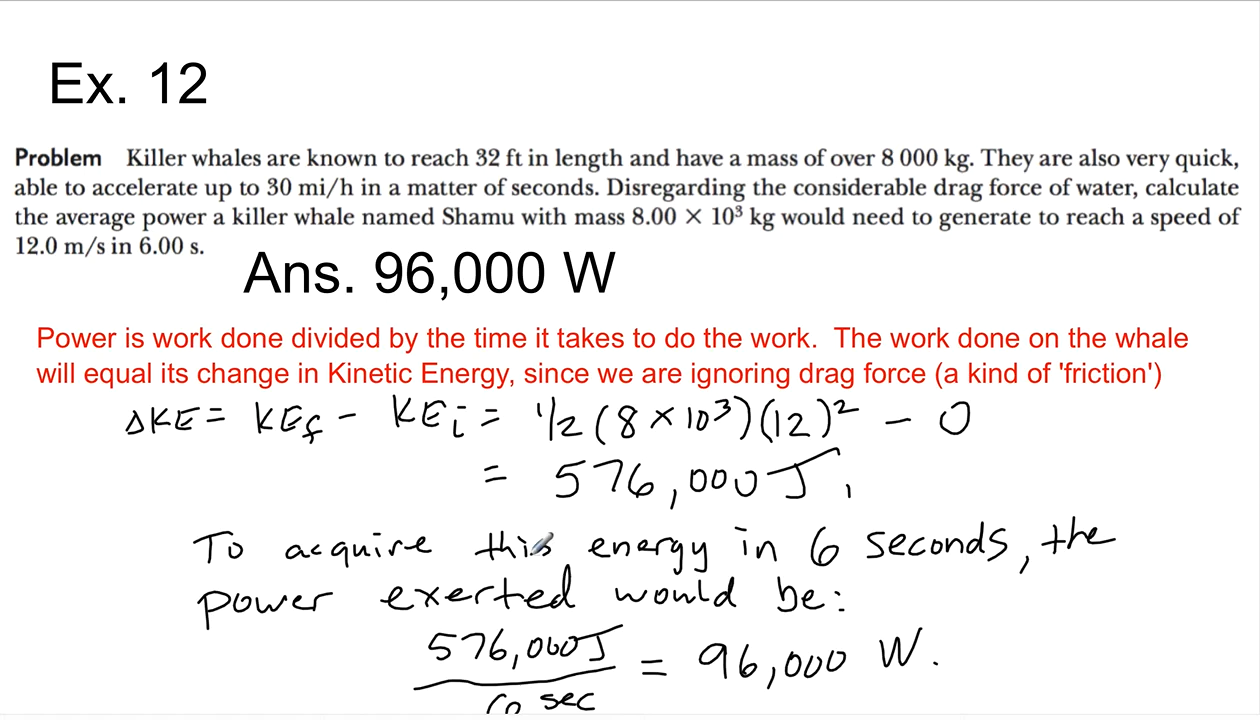 Ex. 12
Problem Killer whales are known to reach 32 ft in length and have a mass of over 8 000 kg. They are also very quick,
able to accelerate up to 30 mi/h in a matter of seconds. Disregarding the considerable drag force of water, calculate
the average power a killer whale named Shamu with mass 8.00 × 10³ kg would need to generate to reach a speed of
12.0 m/s in 6.00 s.
Ans. 96,000 W
Power is work done divided by the time it takes to do the work. The work done on the whale
will equal its change in Kinetic Energy, since we are ignoring drag force (a kind of 'friction')
ΔKE = KEf - KEi = 1/2 (8 × 10³)(12)² - 0
= 576,000 J,
To acquire this energy in 6 seconds, the
power exerted would be:
576,000 J
= 96,000 W.
6 sec